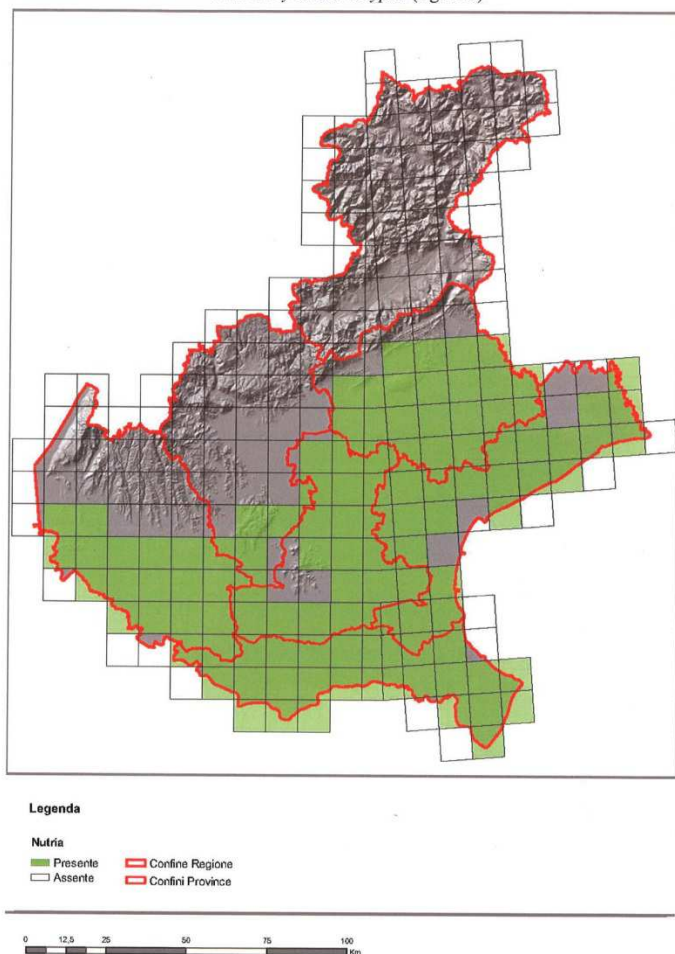 Legenda
Nutria
Presente
Assente
Confine Regione
Confini Province
0 12,5 25 50 75 100
Km